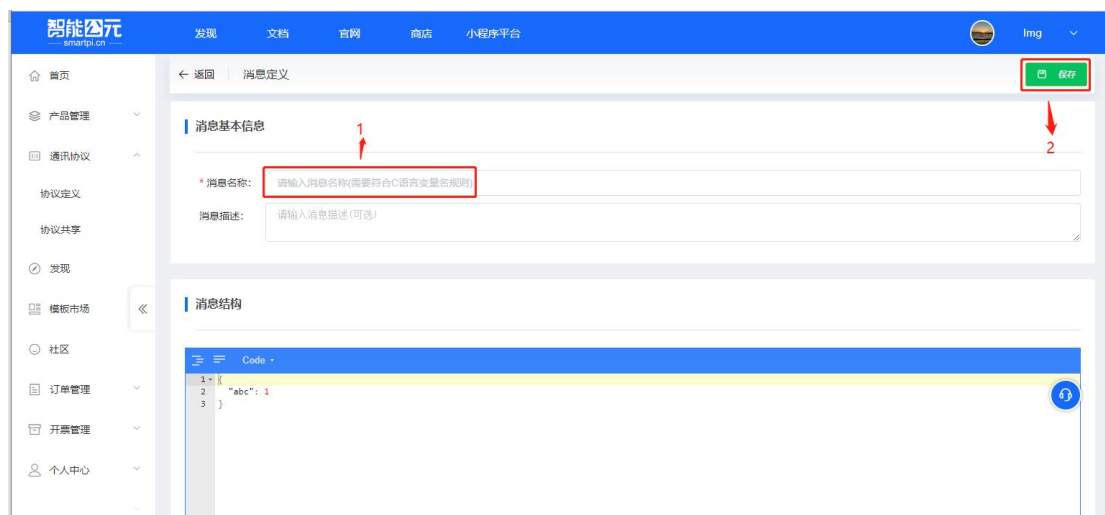 智能公元
smartpi.cn
发现 文档 官网 商店 小程序平台 lmg
首页
产品管理
通讯协议
协议定义
协议共享
发现
模板市场
社区
订单管理
开票管理
个人中心
← 返回 消息定义 保存
消息基本信息
1
2
* 消息名称: 请输入消息名称(需要符合C语言变量名规则)
消息描述: 请输入消息描述(可选)
消息结构
Code
1 {
2 "abc": 1
3 }